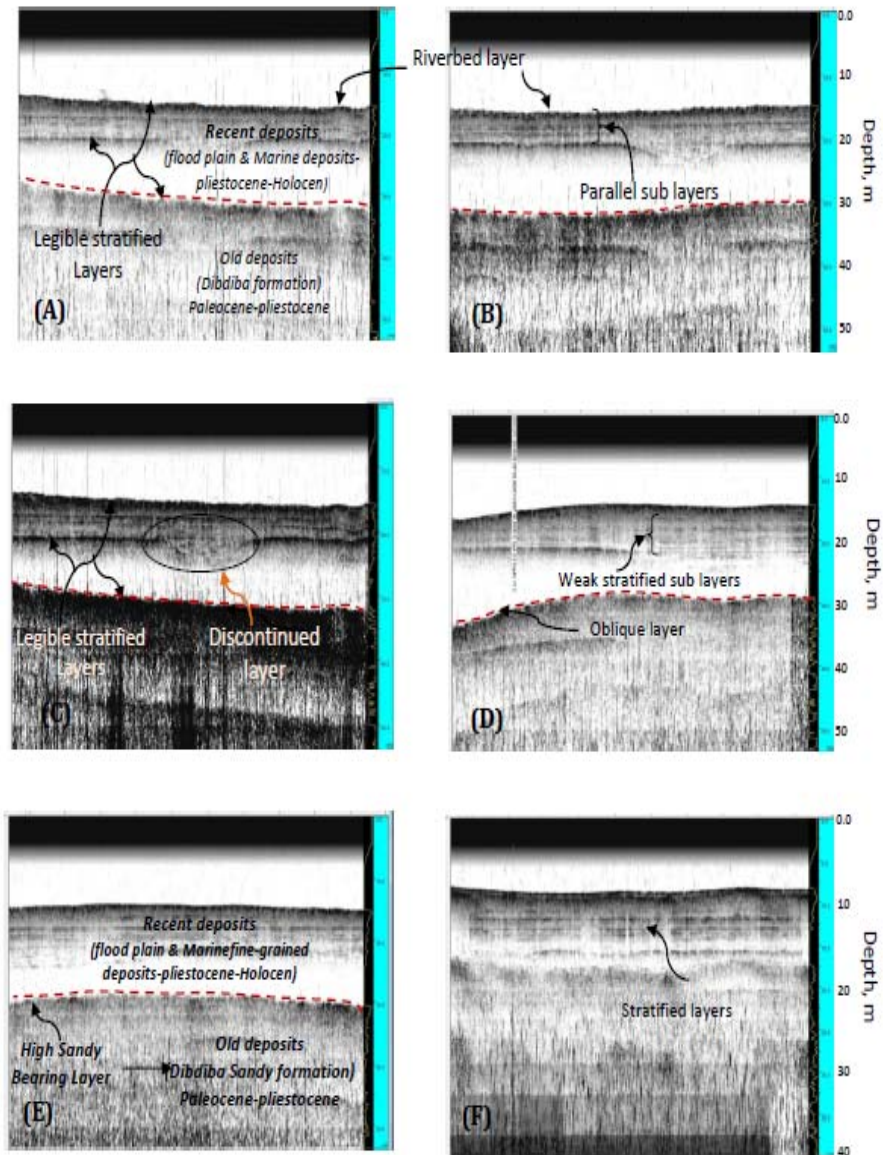 Riverbed layer
Recent deposits
(flood plain & Marine deposits-
pliestocene-Holocen)
Legible stratified
Layers
Old deposits
(Dibdiba formation)
Paleocene-pliestocene
(A)
Parallel sub layers
(B)
0.0
10
20
30
40
50
Depth, m
Legible stratified
Layers
Discontinued
layer
(C)
Weak stratified sub layers
Oblique layer
(D)
0.0
10
20
30
40
50
Depth, m
Recent deposits
(flood plain & Marinefine-grained
deposits-pliestocene-Holocen)
High Sandy
Bearing Layer
Old deposits
(Dibdiba Sandy formation)
Paleocene-pliestocene
(E)
Stratified layers
(F)
0.0
10
20
30
40
Depth, m